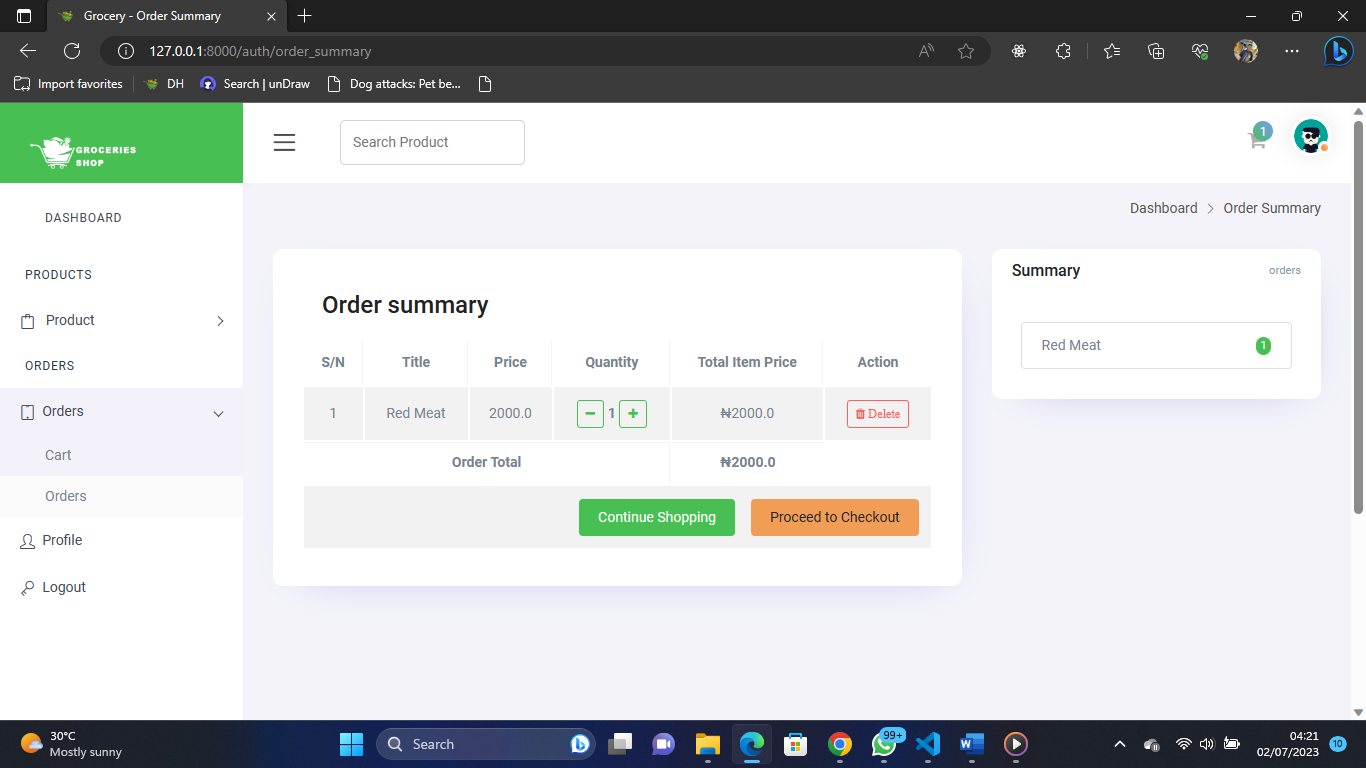 Grocery - Order Summary
127.0.0.1:8000/auth/order_summary
Import favorites
DH
Search | unDraw
Dog attacks: Pet be...
GROCERIES
SHOP
Search Product
1
DASHBOARD
Dashboard > Order Summary
PRODUCTS
Product
ORDERS
Orders
Cart
Orders
Profile
Logout
Order summary
S/N Title Price Quantity Total Item Price Action
1 Red Meat 2000.0 1 ₦2000.0 Delete
Order Total ₦2000.0
Continue Shopping Proceed to Checkout
Summary orders
Red Meat 1
30°C
Mostly sunny
Search
99+
04:21
02/07/2023
10